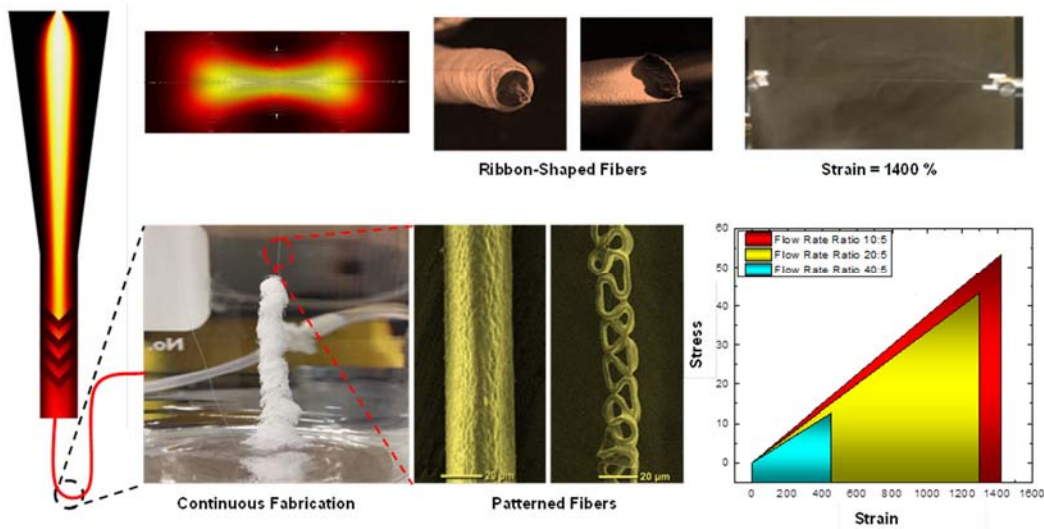 Ribbon-Shaped Fibers
Strain = 1400 %
No.
20 μm
20 μm
Continuous Fabrication
Patterned Fibers
60
50
40
30
20
10
0
Stress
Flow Rate Ratio 10:5
Flow Rate Ratio 20:5
Flow Rate Ratio 40:5
0 200 400 600 800 1000 1200 1400 1600
Strain